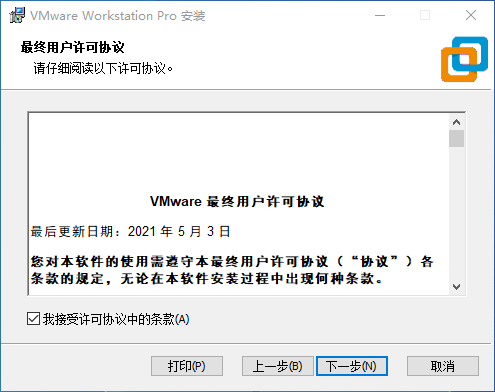 VMware Workstation Pro 安装
最终用户许可协议
请仔细阅读以下许可协议。
VMware 最终用户许可协议
最后更新日期：2021 年 5 月 3 日
您对本软件的使用需遵守本最终用户许可协议（“协议”）各
条款的规定，无论在本软件安装过程中出现何种条款。
我接受许可协议中的条款(A)
打印(P)
上一步(B)
下一步(N)
取消